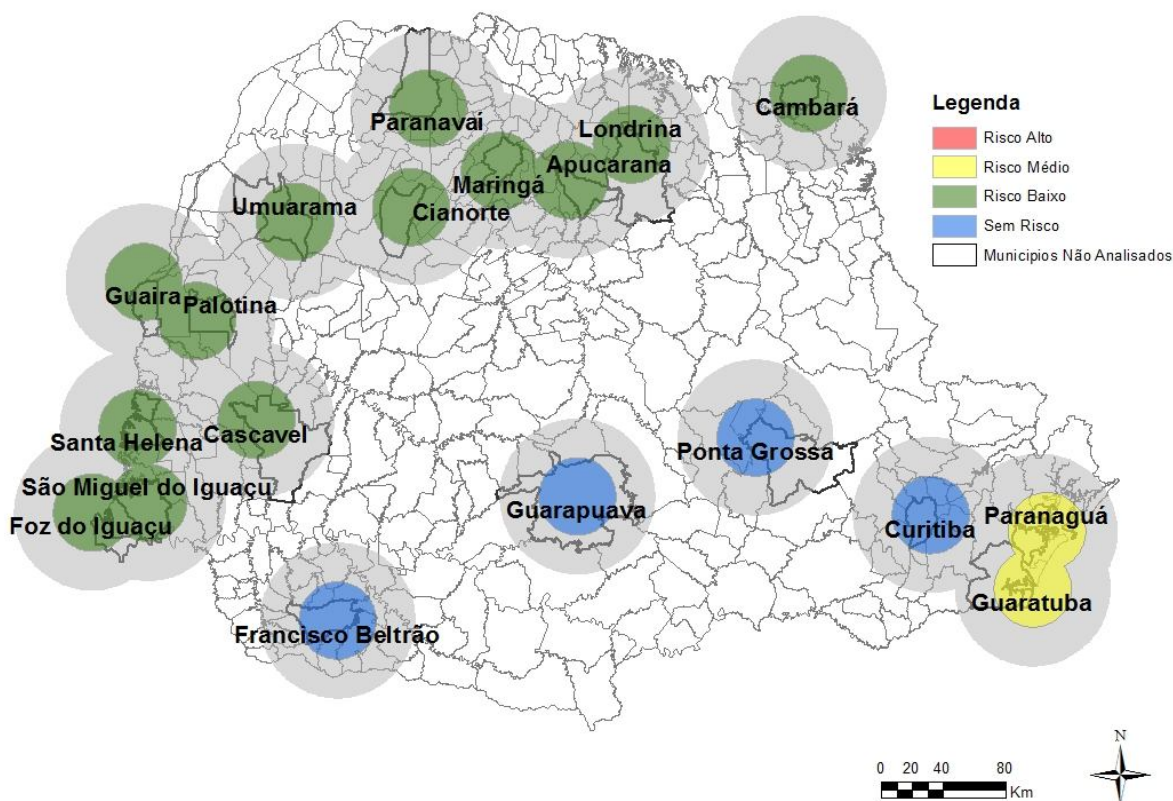 Cambará
Paranavaí
Londrina
Maringá
Apucarana
Umuarama
Cianorte
Guaira
Palotina
Santa Helena
Cascavel
São Miguel do Iguaçu
Foz do Iguaçu
Ponta Grossa
Guarapuava
Curitiba
Paranaguá
Guaratuba
Francisco Beltrão
Legenda
Risco Alto
Risco Médio
Risco Baixo
Sem Risco
Municipios Não Analisados
N
0 20 40 80
Km